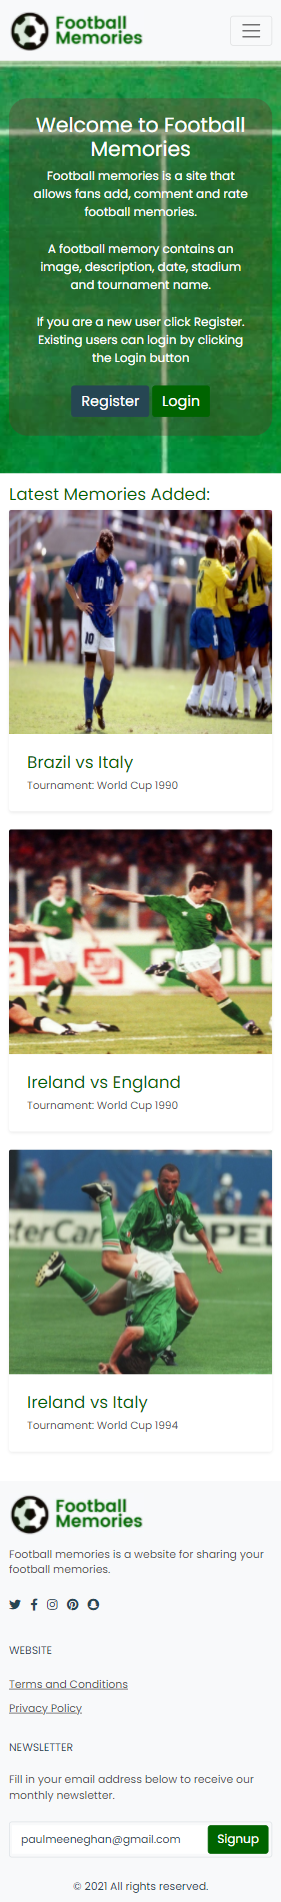 Football
Memories
Welcome to Football
Memories
Football memories is a site that
allows fans add, comment and rate
football memories.
A football memory contains an
image, description, date, stadium
and tournament name.
If you are a new user click Register.
Existing users can login by clicking
the Login button
Register Login
Latest Memories Added:
10
10
Brazil vs Italy
Tournament: World Cup 1990
Ireland vs England
Tournament: World Cup 1990
terCar
OPEL
3
Ireland vs Italy
Tournament: World Cup 1994
Football
Memories
Football memories is a website for sharing your
football memories.
WEBSITE
Terms and Conditions
Privacy Policy
NEWSLETTER
Fill in your email address below to receive our
monthly newsletter.
paulmeeneghan@gmail.com Signup
© 2021 All rights reserved.